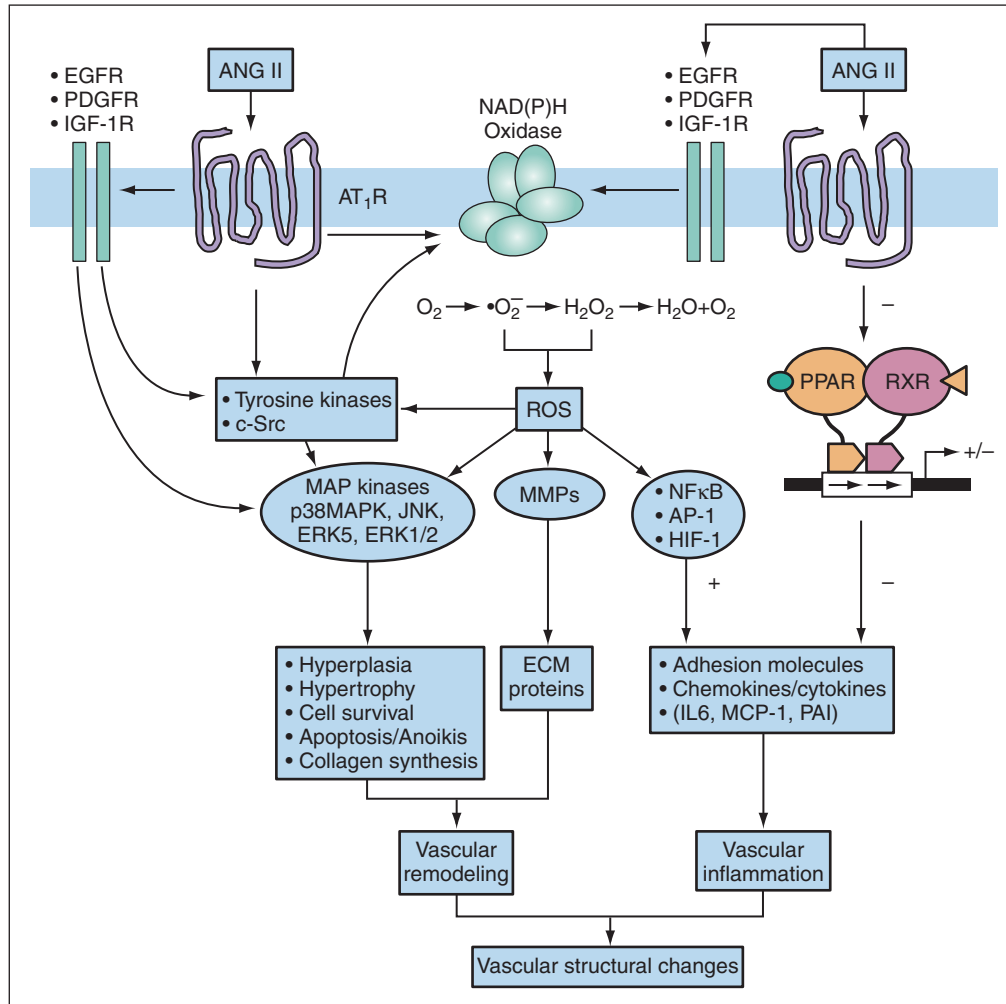 • EGFR
• PDGFR
• IGF-1R
ANG II
NAD(P)H
Oxidase
• EGFR
• PDGFR
• IGF-1R
ANG II
AT₁R
O₂ → •O₂⁻ → H₂O₂ → H₂O+O₂
–
PPAR
RXR
+/–
• Tyrosine kinases
• c-Src
ROS
MAP kinases
p38MAPK, JNK,
ERK5, ERK1/2
MMPs
• NFκB
• AP-1
• HIF-1
+
–
• Hyperplasia
• Hypertrophy
• Cell survival
• Apoptosis/Anoikis
• Collagen synthesis
ECM
proteins
• Adhesion molecules
• Chemokines/cytokines
• (IL6, MCP-1, PAI)
Vascular
remodeling
Vascular
inflammation
Vascular structural changes